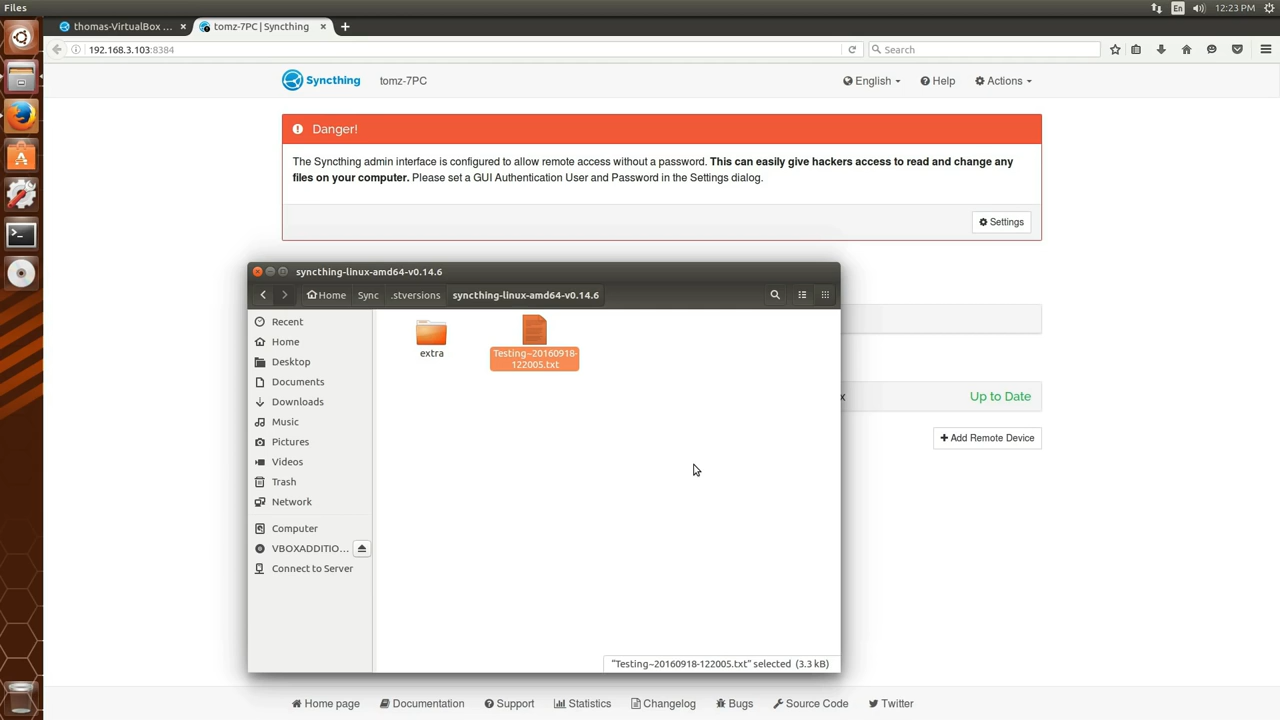 Files
En
12:23 PM
thomas-VirtualBox ...
tomz-7PC | Syncthing
192.168.3.103:8384
Search
Syncthing
tomz-7PC
English
Help
Actions
Danger!
The Syncthing admin interface is configured to allow remote access without a password. This can easily give hackers access to read and change any
files on your computer. Please set a GUI Authentication User and Password in the Settings dialog.
Settings
syncthing-linux-amd64-v0.14.6
Home
Sync
.stversions
syncthing-linux-amd64-v0.14.6
Recent
Home
Desktop
Documents
Downloads
Music
Pictures
Videos
Trash
Network
Computer
VBOXADDITIO...
Connect to Server
extra
Testing~20160918-
122005.txt
x
Up to Date
Add Remote Device
"Testing~20160918-122005.txt" selected (3.3 kB)
Home page
Documentation
Support
Statistics
Changelog
Bugs
Source Code
Twitter